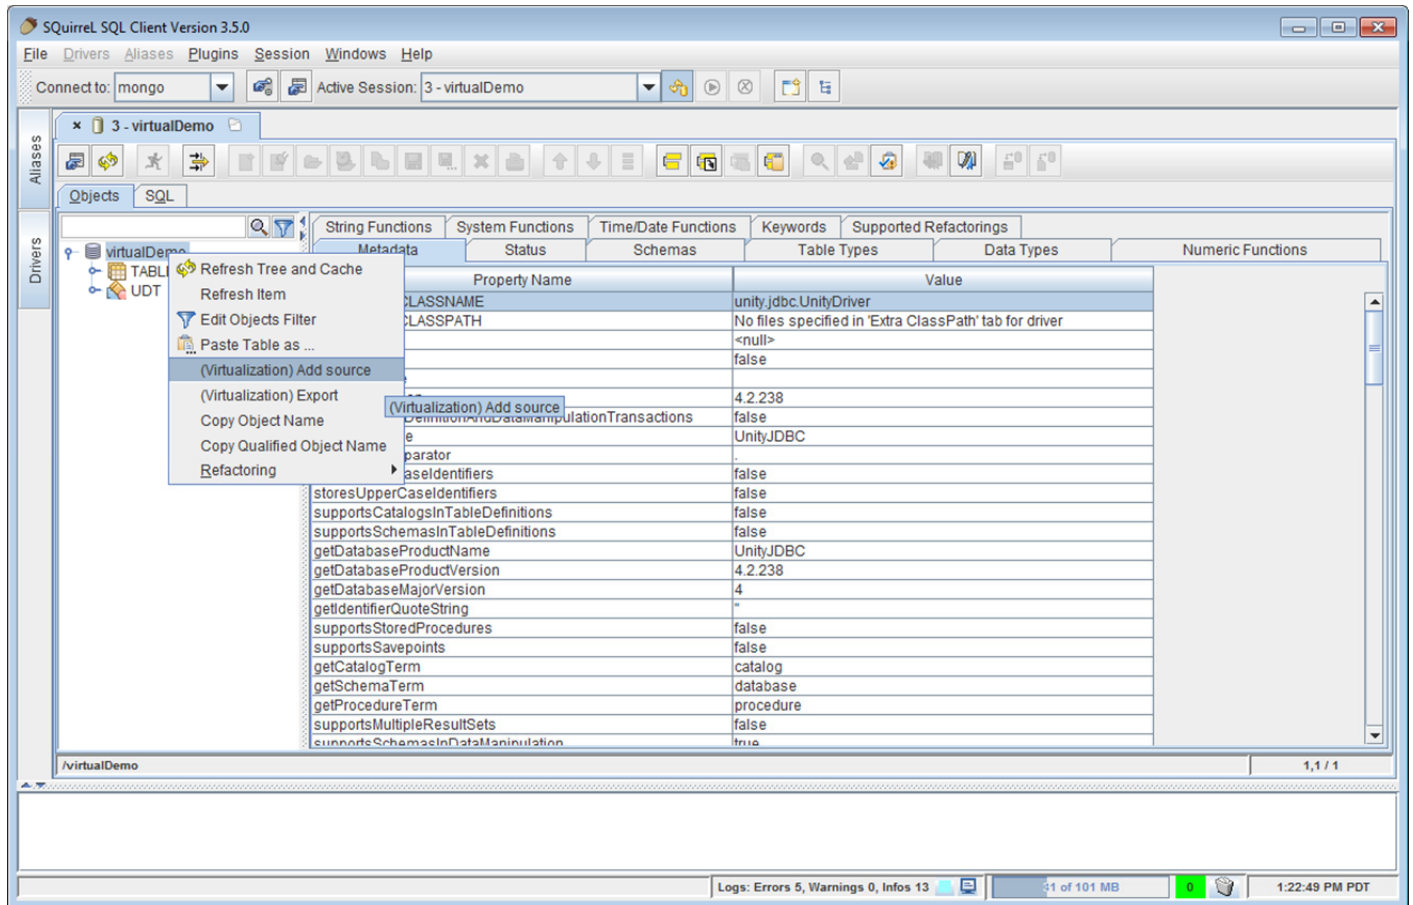 SQuirreL SQL Client Version 3.5.0
File Drivers Aliases Plugins Session Windows Help
Connect to: mongo Active Session: 3 - virtualDemo
3 - virtualDemo
Aliases
Drivers
Objects SQL
String Functions System Functions Time/Date Functions Keywords Supported Refactorings
Metadata Status Schemas Table Types Data Types Numeric Functions
virtualDemo
TABL
UDT
Refresh Tree and Cache
Refresh Item
Edit Objects Filter
Paste Table as ...
(Virtualization) Add source
(Virtualization) Export
Copy Object Name
Copy Qualified Object Name
Refactoring
(Virtualization) Add source
Property Name Value
CLASSNAME unity.jdbc.UnityDriver
CLASSPATH No files specified in 'Extra ClassPath' tab for driver
<null>
false
4.2.238
DefinitionAndDataManipulationTransactions false
e UnityJDBC
parator .
aseIdentifiers false
storesUpperCaseIdentifiers false
supportsCatalogsInTableDefinitions false
supportsSchemasInTableDefinitions false
getDatabaseProductName UnityJDBC
getDatabaseProductVersion 4.2.238
getDatabaseMajorVersion 4
getIdentifierQuoteString "
supportsStoredProcedures false
supportsSavepoints false
getCatalogTerm catalog
getSchemaTerm database
getProcedureTerm procedure
supportsMultipleResultSets false
supportsSchemasInDataManipulation true
/virtualDemo 1,1 / 1
Logs: Errors 5, Warnings 0, Infos 13 of 101 MB 0 1:22:49 PM PDT